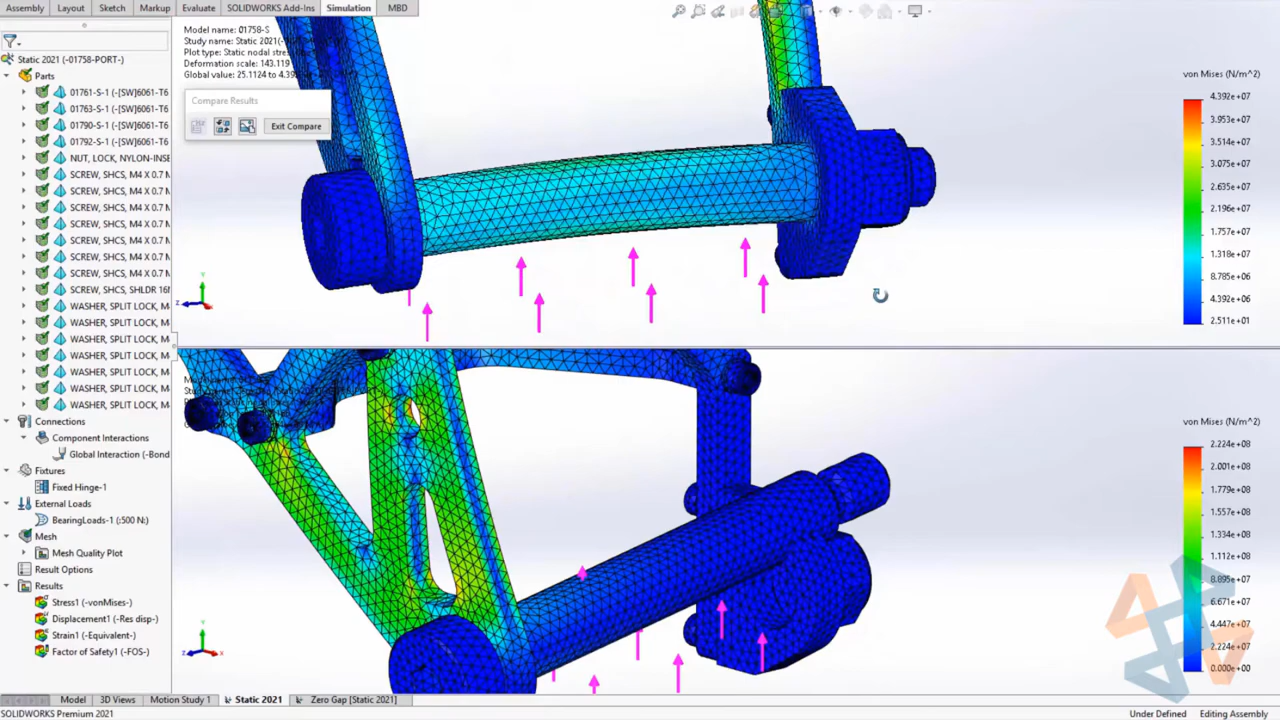 Assembly Layout Sketch Markup Evaluate SOLIDWORKS Add-Ins Simulation MBD
Static 2021 (-01758-PORT-)
Parts
01761-S-1 (-[SW]6061-T6
01763-S-1 (-[SW]6061-T6
01790-S-1 (-[SW]6061-T6
01792-S-1 (-[SW]6061-T6
NUT, LOCK, NYLON-INSE
SCREW, SHCS, M4 X 0.7 M
SCREW, SHCS, M4 X 0.7 M
SCREW, SHCS, M4 X 0.7 M
SCREW, SHCS, M4 X 0.7 M
SCREW, SHCS, M4 X 0.7 M
SCREW, SHCS, M4 X 0.7 M
SCREW, SHCS, M4 X 0.7 M
SCREW, SHCS, SHLDR 16H
WASHER, SPLIT LOCK, M4
WASHER, SPLIT LOCK, M4
WASHER, SPLIT LOCK, M4
WASHER, SPLIT LOCK, M4
WASHER, SPLIT LOCK, M4
WASHER, SPLIT LOCK, M4
WASHER, SPLIT LOCK, M4
Connections
Component Interactions
Global Interaction (-Bond
Fixtures
Fixed Hinge-1
External Loads
BearingLoads-1 (:500 N:)
Mesh
Mesh Quality Plot
Result Options
Results
Stress1 (-vonMises-)
Displacement1 (-Res disp-)
Strain1 (-Equivalent-)
Factor of Safety1 (-FOS-)
Model name: 01758-S
Study name: Static 2021(-
Plot type: Static nodal stress
Deformation scale: 143.119
Global value: 25.1124 to 4.39
Compare Results
Exit Compare
von Mises (N/m^2)
4.392e+07
3.953e+07
3.514e+07
3.075e+07
2.635e+07
2.196e+07
1.757e+07
1.318e+07
8.785e+06
4.392e+06
2.511e+01
Y
Z
von Mises (N/m^2)
2.224e+08
2.001e+08
1.779e+08
1.557e+08
1.334e+08
1.112e+08
8.895e+07
6.671e+07
4.447e+07
2.224e+07
0.000e+00
Y
Z
X
Model 3D Views Motion Study 1 Static 2021 Zero Gap [Static 2021]
SOLIDWORKS Premium 2021 Under Defined Editing Assembly